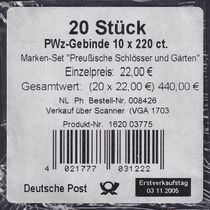 20 Stück
PWz-Gebinde 10 x 220 ct.
Marken-Set "Preußische Schlösser und Gärten"
Einzelpreis: 22,00 €
Gesamtwert: (20 x 22,00 €) 440,00 €
NL Ph Bestell-Nr. 008426
Verkauf über Scanner (VGA 1703
Produkt-Nr. 1620 03775
4 021777 031222
Deutsche Post
Erstverkaufstag
03.11.2005